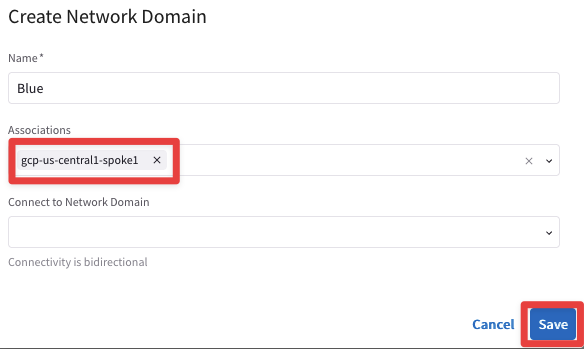 Create Network Domain
Name*
Blue
Associations
gcp-us-central1-spoke1 ×
Connect to Network Domain
Connectivity is bidirectional
Cancel Save